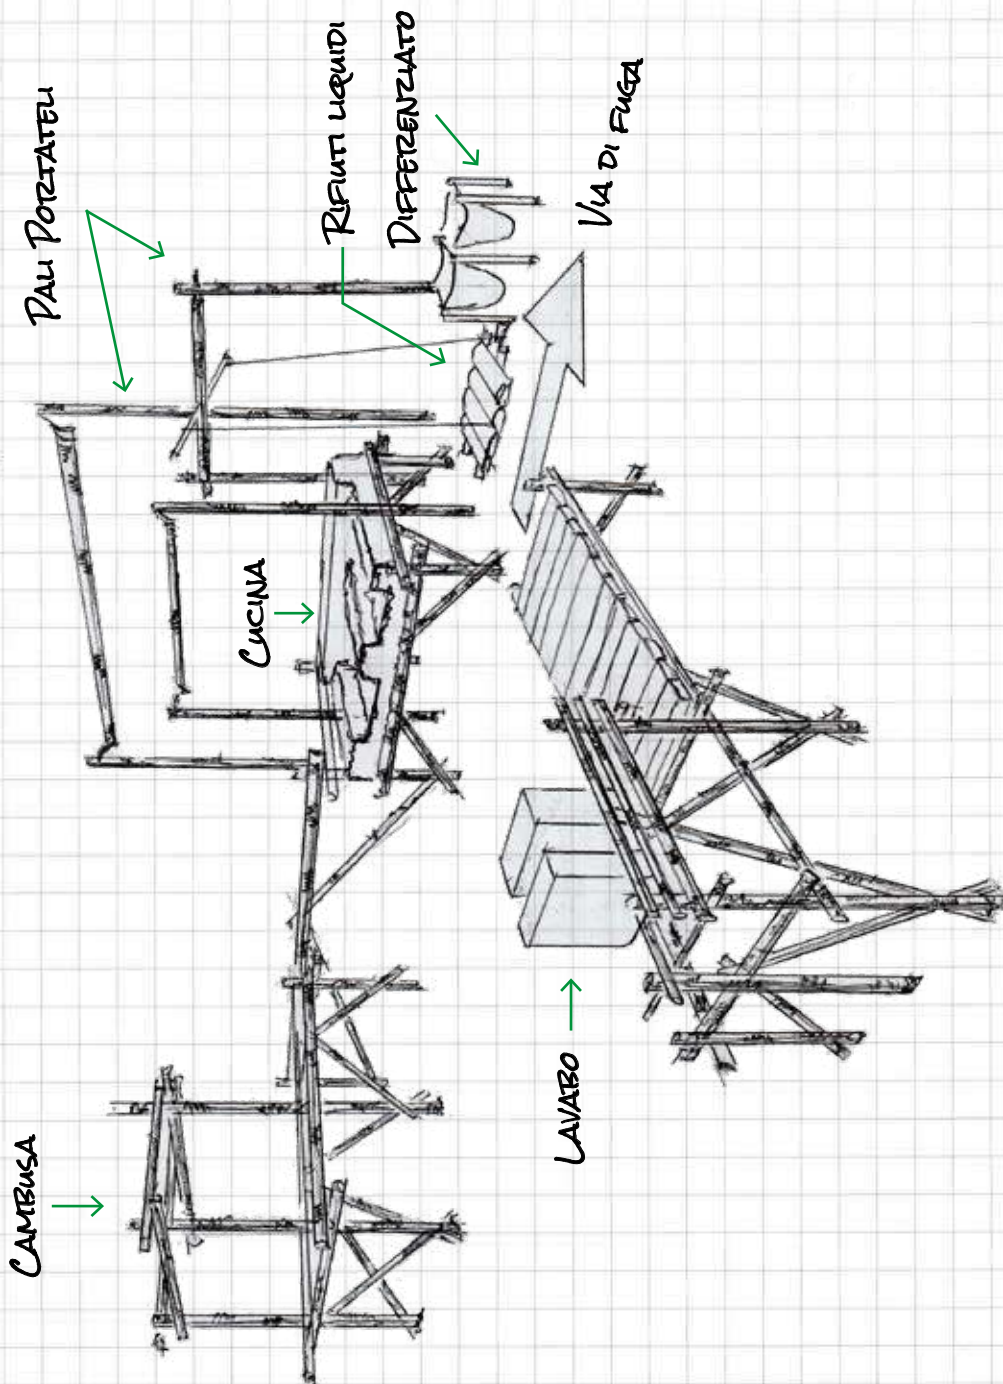 CAMBUSA
PALI PORTATELI
CUCINA
RIFIUTI LIQUIDI
DIFFERENZIATO
LAVABO
VIA DI FUGA